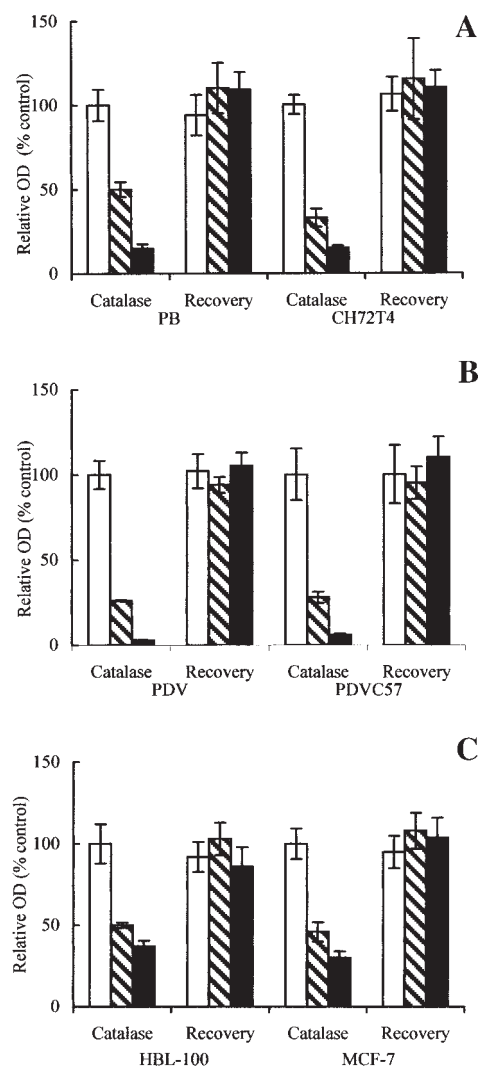 A
Relative OD (% control)
150
100
50
0
Catalase Recovery Catalase Recovery
PB CH72T4
B
Relative OD (% control)
150
100
50
0
Catalase Recovery Catalase Recovery
PDV PDVC57
C
Relative OD (% control)
150
100
50
0
Catalase Recovery Catalase Recovery
HBL-100 MCF-7